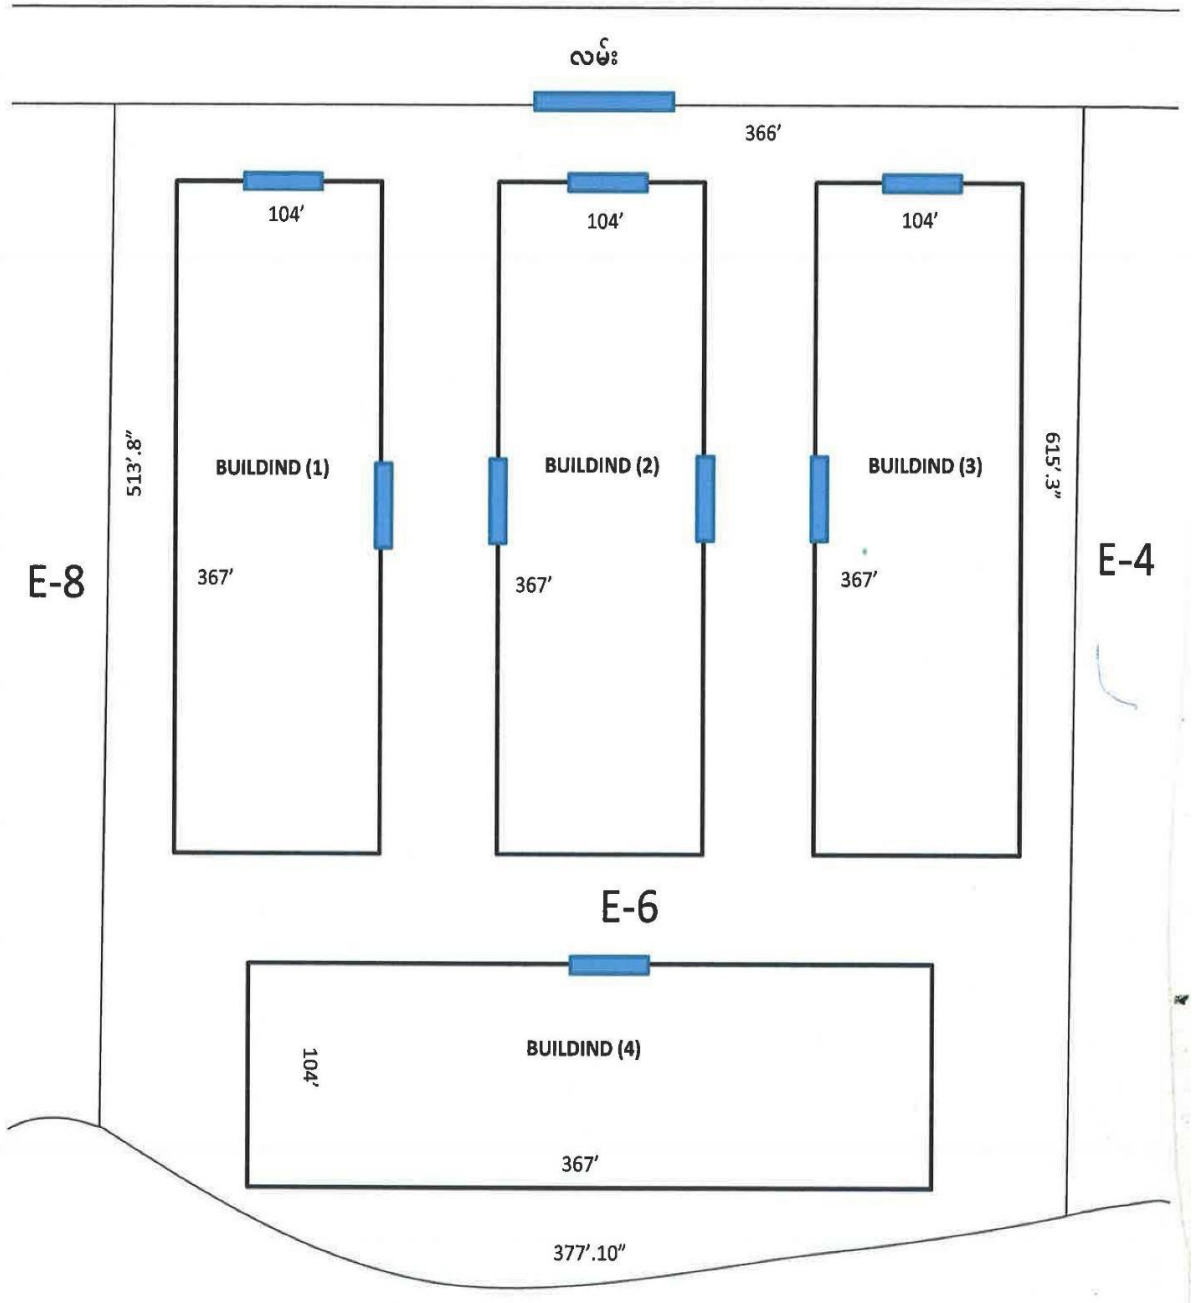 လမ်း
366'
104'
104'
104'
513'.8"
BUILDIND (1)
BUILDIND (2)
BUILDIND (3)
615'.3"
E-8
367'
367'
367'
E-4
E-6
BUILDIND (4)
104'
367'
377'.10"